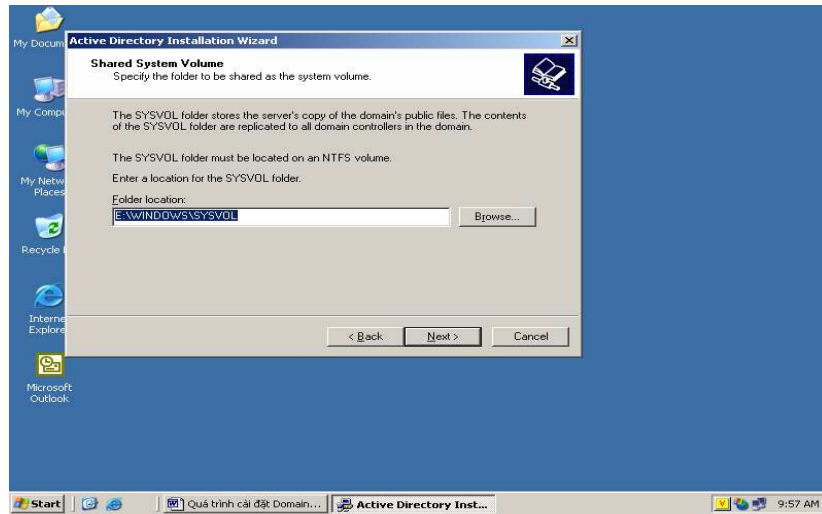 My Docum
My Compu
My Netw
Places
Recycle
Interne
Explore
Microsoft
Outlook
Active Directory Installation Wizard
Shared System Volume
Specify the folder to be shared as the system volume.
The SYSVOL folder stores the server's copy of the domain's public files. The contents
of the SYSVOL folder are replicated to all domain controllers in the domain.
The SYSVOL folder must be located on an NTFS volume.
Enter a location for the SYSVOL folder.
Folder location:
E:\WINDOWS\SYSVOL
Browse...
< Back
Next >
Cancel
Start
Quá trình cài đặt Domain...
Active Directory Inst...
V
9:57 AM